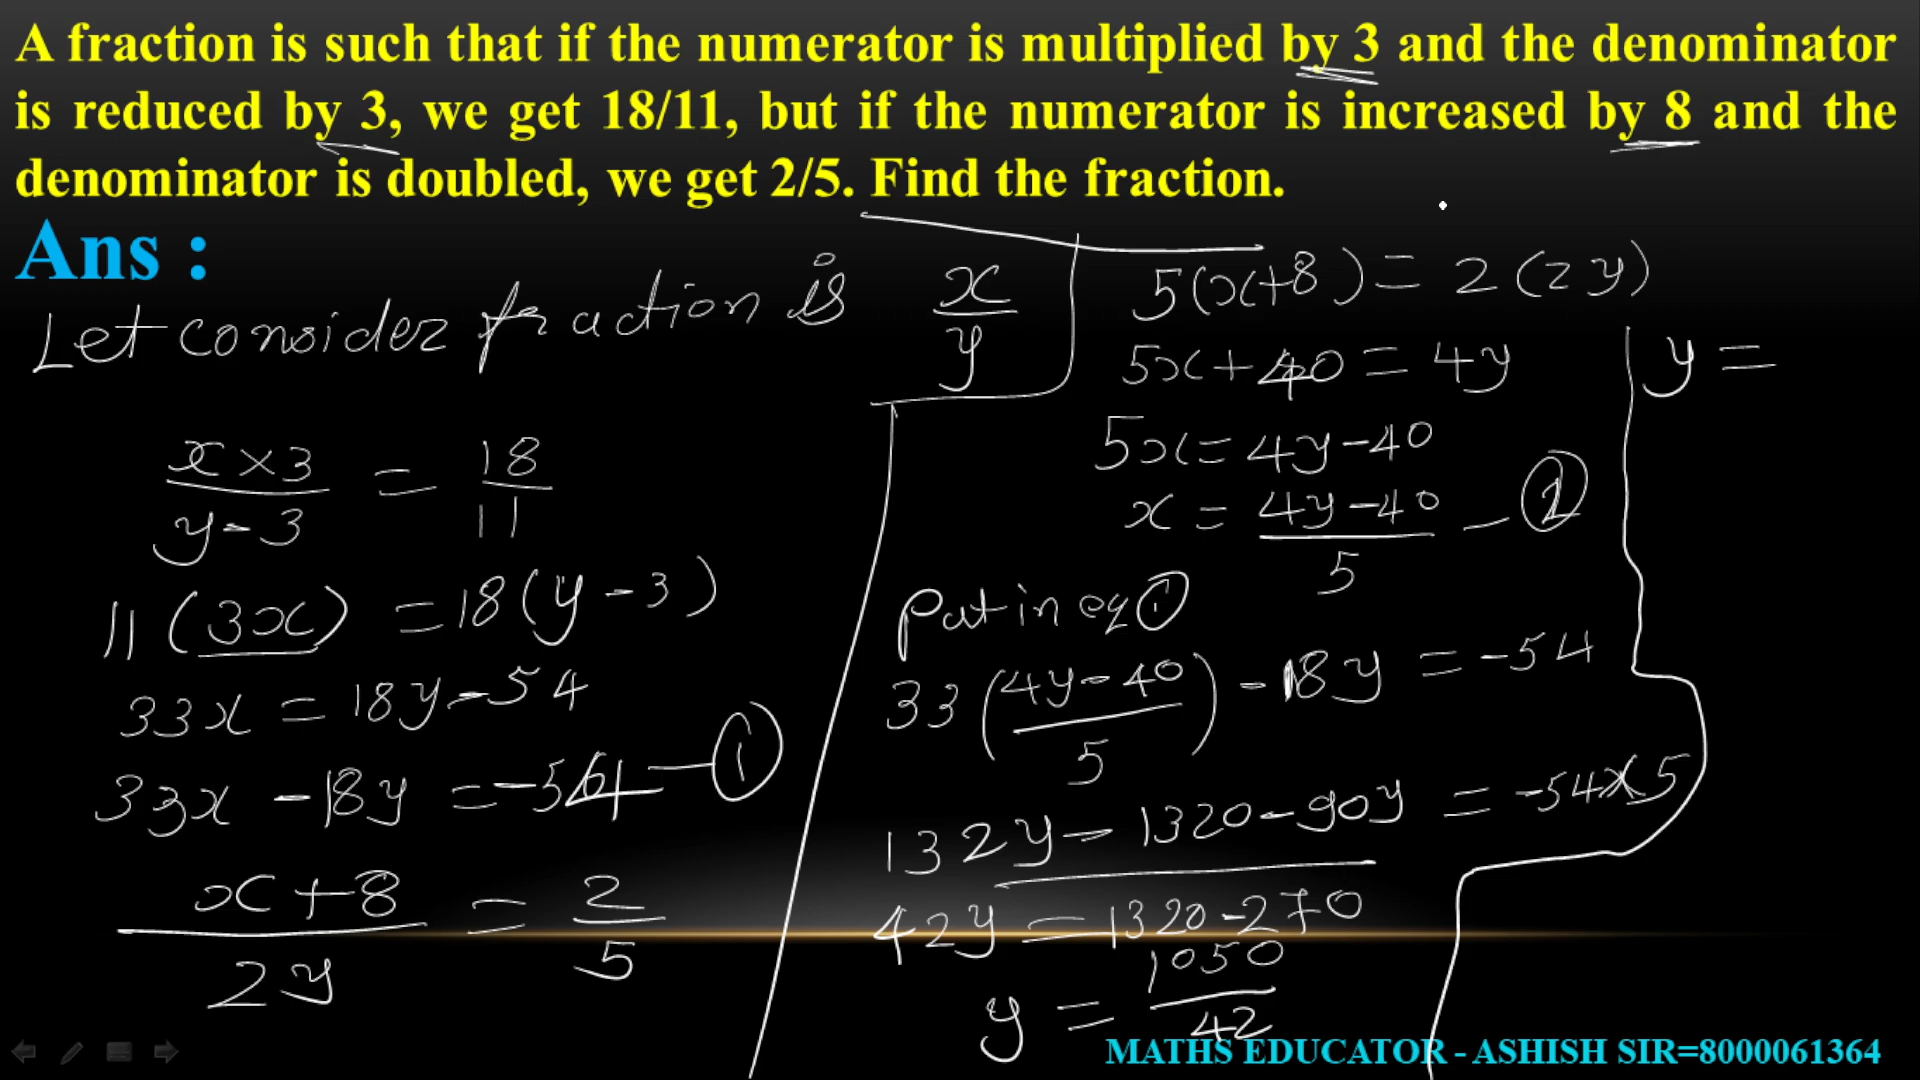 A fraction is such that if the numerator is multiplied by 3 and the denominator
is reduced by 3, we get 18/11, but if the numerator is increased by 8 and the
denominator is doubled, we get 2/5. Find the fraction.
Ans :
Let consider fraction is x/y
x×3/y-3 = 18/11
11(3x) = 18(y-3)
33x = 18y-54
33x - 18y = -54 — ①
x+8/2y = 2/5
5(x+8) = 2(2y)
5x+40 = 4y
5x = 4y-40
x = 4y-40/5 — ②
Put in eq ①
33(4y-40/5) - 18y = -54
132y - 1320 - 90y = -54×5
42y = 1320-270
y = 1050/42
y =
MATHS EDUCATOR - ASHISH SIR=8000061364